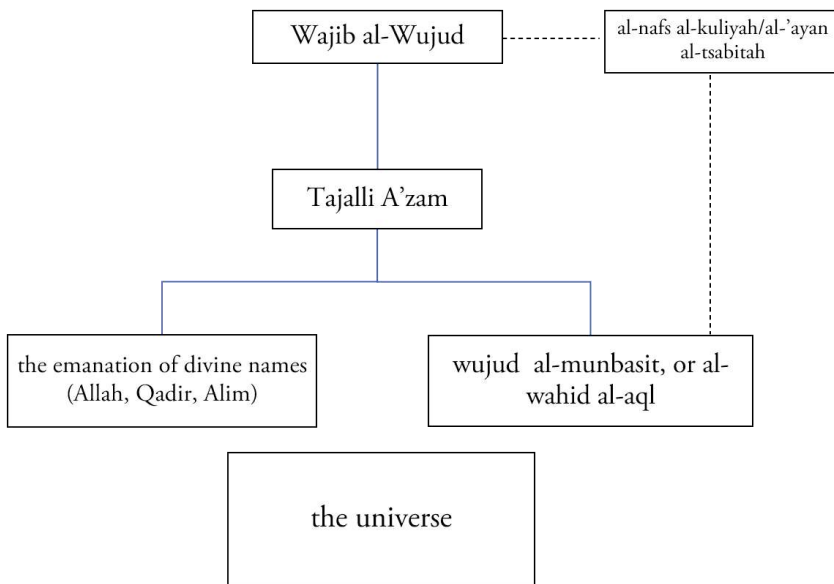 Wajib al-Wujud
al-nafs al-kuliyah/al-'ayan
al-tsabitah
Tajalli A’zam
the emanation of divine names
(Allah, Qadir, Alim)
wujud al-munbasit, or al-
wahid al-aql
the universe